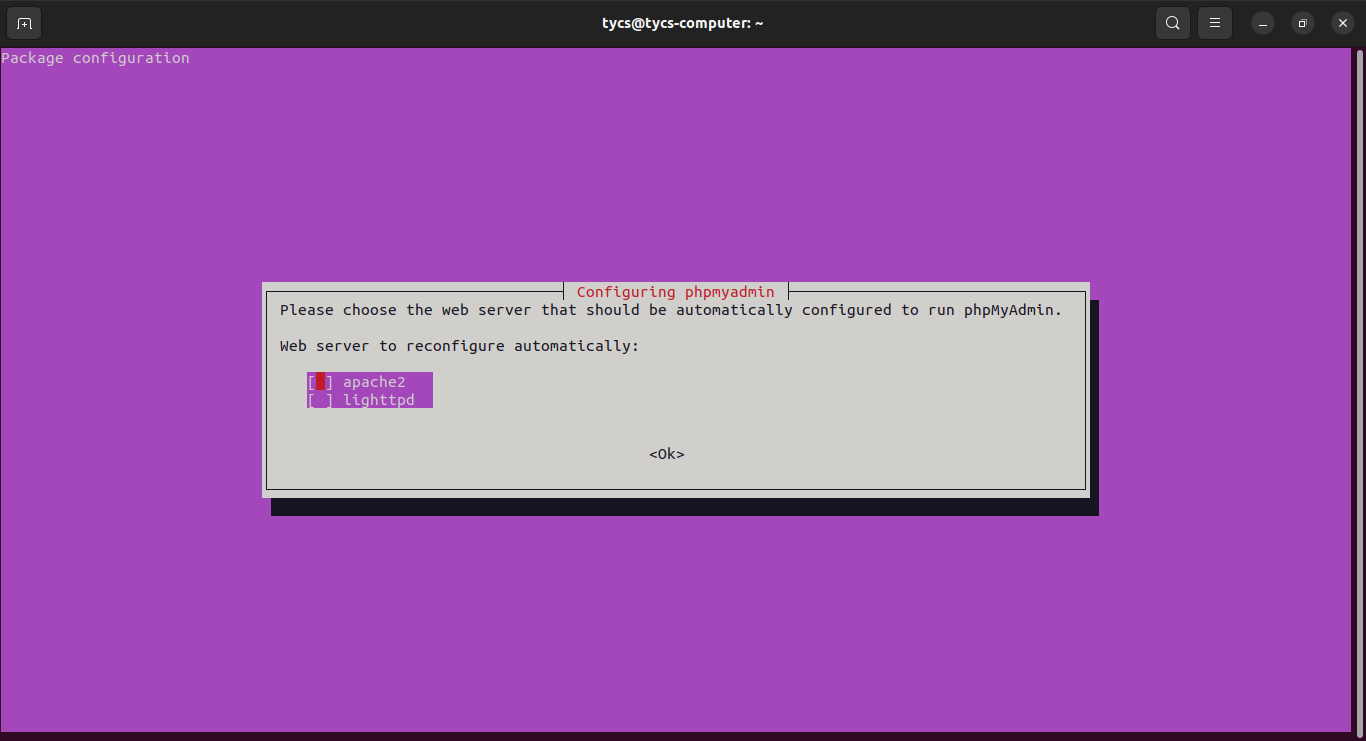 tycs@tycs-computer: ~
Package configuration
Configuring phpmyadmin
Please choose the web server that should be automatically configured to run phpMyAdmin.
Web server to reconfigure automatically:
[ ] apache2
[ ] lighttpd
<Ok>